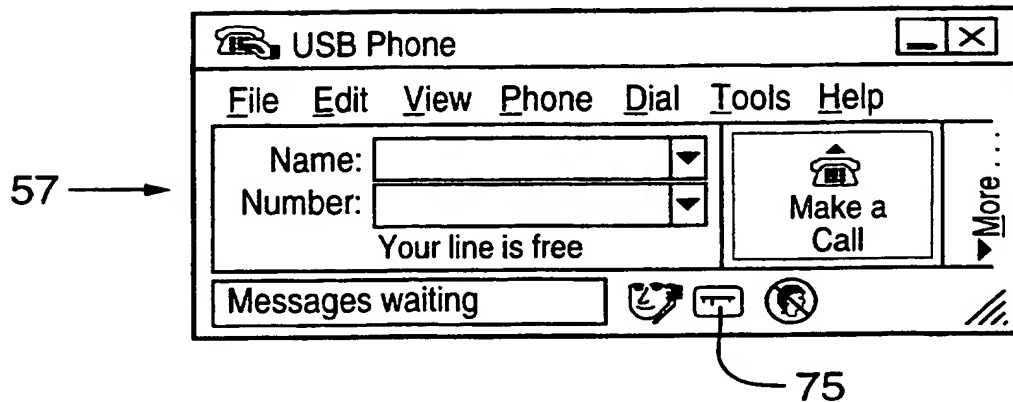 USB Phone
File Edit View Phone Dial Tools Help
Name:
Number:
Your line is free
Make a
Call
More...
Messages waiting
57
75